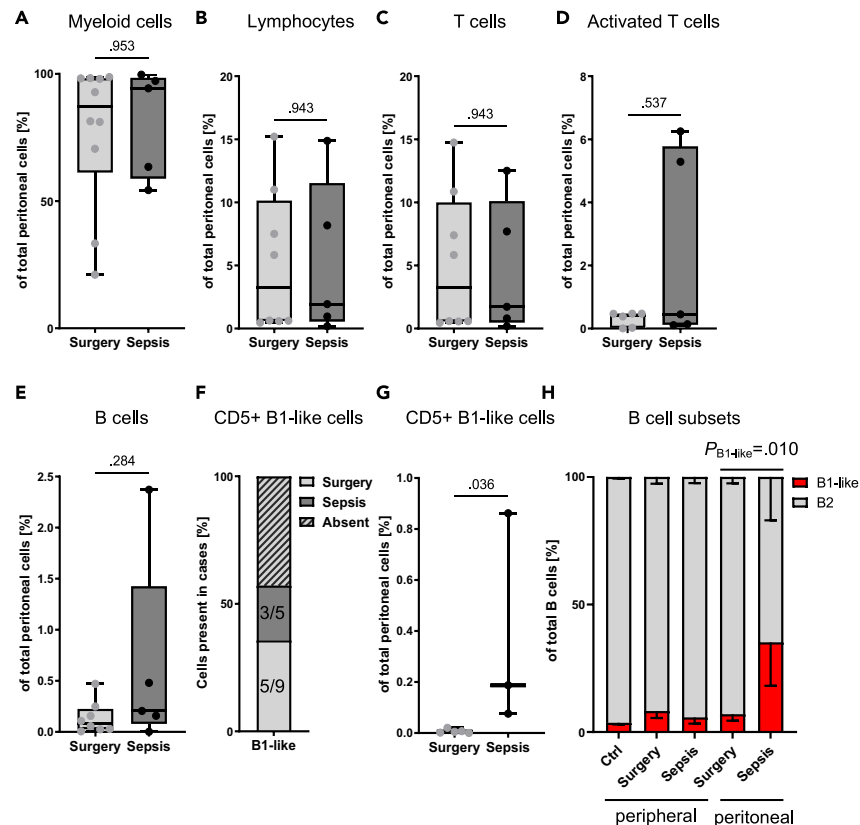 A
Myeloid cells
.953
of total peritoneal cells [%]
100
50
0
Surgery Sepsis
B
Lymphocytes
.943
of total peritoneal cells [%]
20
15
10
5
0
Surgery Sepsis
C
T cells
.943
of total peritoneal cells [%]
20
15
10
5
0
Surgery Sepsis
D
Activated T cells
.537
of total peritoneal cells [%]
8
6
4
2
0
Surgery Sepsis
E
B cells
.284
of total peritoneal cells [%]
2.5
2.0
1.5
1.0
0.5
0.0
Surgery Sepsis
F
CD5+ B1-like cells
Cells present in cases [%]
100
50
0
Surgery
Sepsis
Absent
3/5
5/9
B1-like
G
CD5+ B1-like cells
.036
of total peritoneal cells [%]
1.0
0.8
0.6
0.4
0.2
0.0
Surgery Sepsis
H
B cell subsets
PB1-like=.010
of total B cells [%]
100
50
0
B1-like
B2
Ctrl
Surgery
Sepsis
Surgery
Sepsis
peripheral
peritoneal